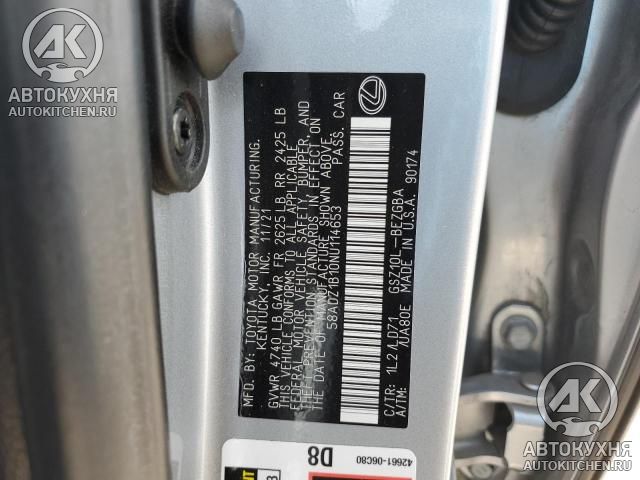 AK
АВТОКУХНЯ
AUTOKITCHEN.RU
MFD. BY: TOYOTA MOTOR MANUFACTURING,
KENTUCKY, INC. 11/21
GVWR 4740 LB GAWR FR 2625 LB RR 2425 LB
THIS VEHICLE CONFORMS TO ALL APPLICABLE
FEDERAL MOTOR VEHICLE SAFETY, BUMPER, AND
THEFT PREVENTION STANDARDS IN EFFECT ON
THE DATE OF MANUFACTURE SHOWN ABOVE.
58ADZ1B10NU114653 PASS. CAR
C/TR: 1L2 /LDZ1 GSZ10L-BEZGBA
A/TM: /UA80E MADE IN U.S.A. 90174
42661-06C80
D8
AK
АВТОКУХНЯ
AUTOKITCHEN.RU